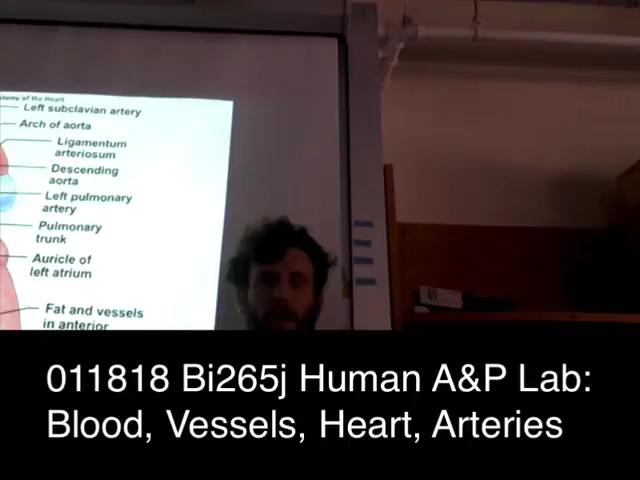 Left subclavian artery
Arch of aorta
Ligamentum
arteriosum
Descending
aorta
Left pulmonary
artery
Pulmonary
trunk
Auricle of
left atrium
Fat and vessels
in anterior
011818 Bi265j Human A&P Lab:
Blood, Vessels, Heart, Arteries